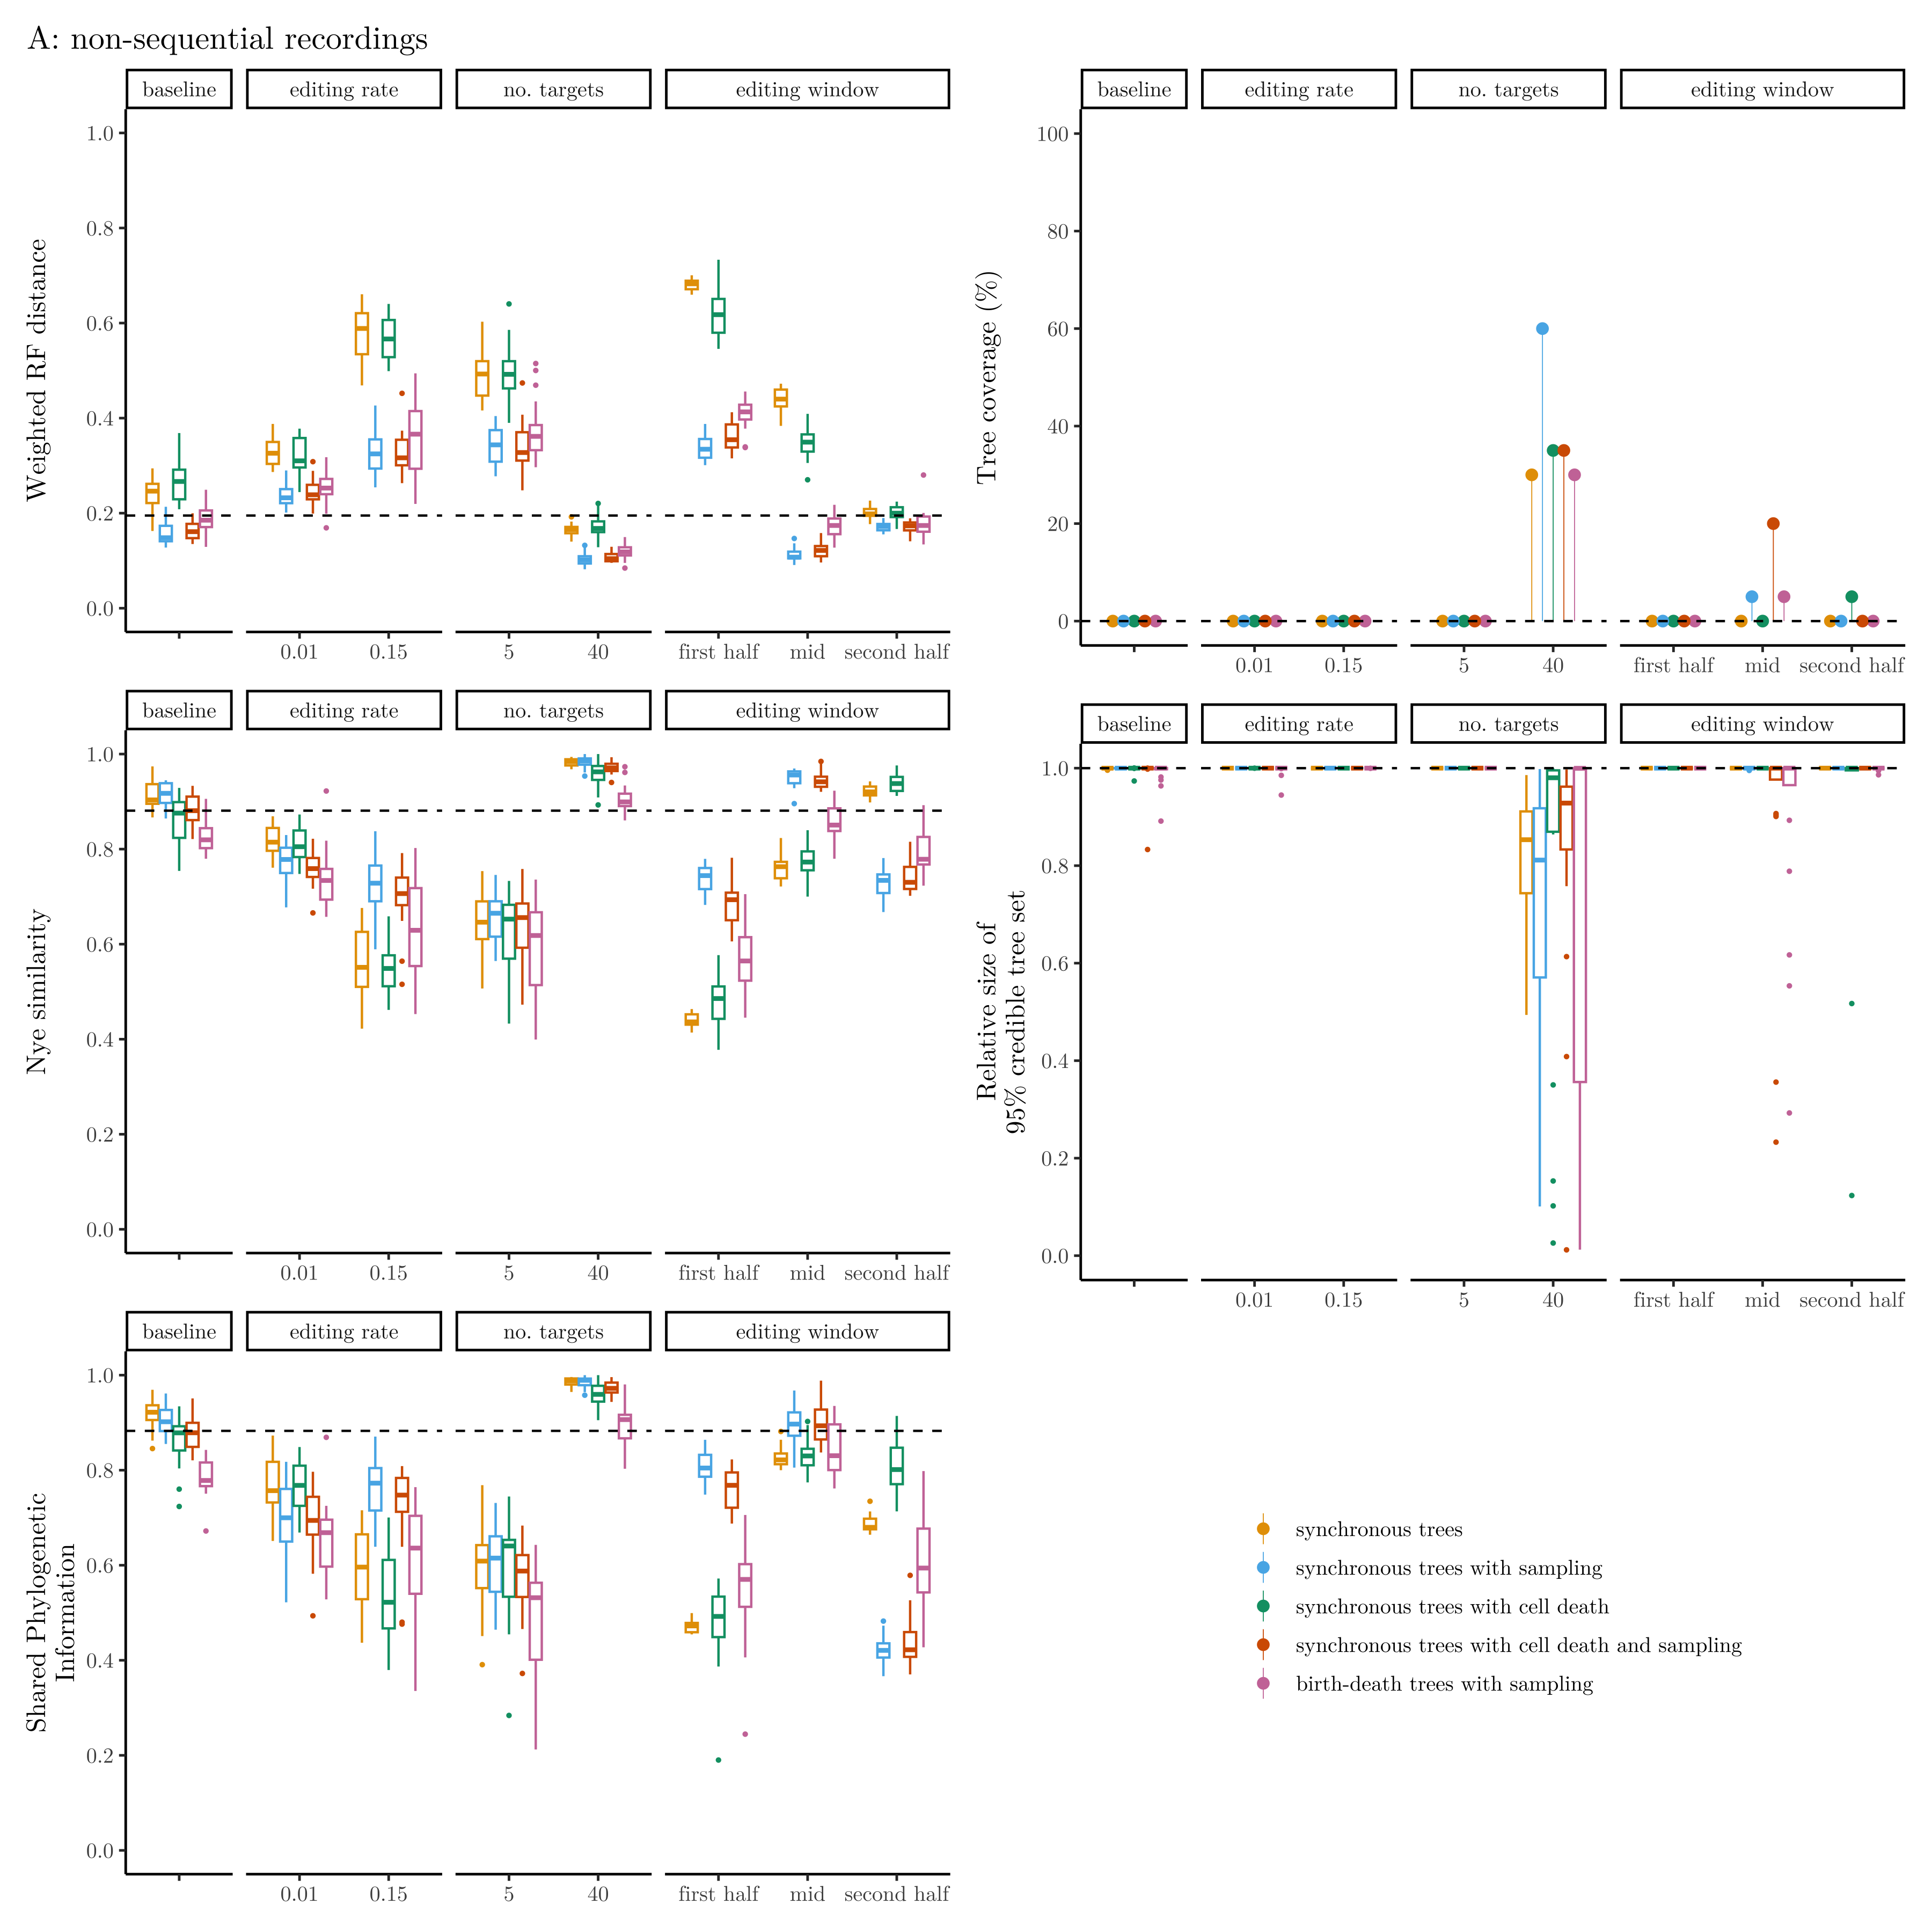 A: non-sequential recordings
baseline editing rate no. targets editing window
Weighted RF distance
1.0
0.8
0.6
0.4
0.2
0.0
0.01 0.15 5 40 first half mid second half
baseline editing rate no. targets editing window
Tree coverage (%)
100
80
60
40
20
0
0.01 0.15 5 40 first half mid second half
baseline editing rate no. targets editing window
Nye similarity
1.0
0.8
0.6
0.4
0.2
0.0
0.01 0.15 5 40 first half mid second half
baseline editing rate no. targets editing window
Relative size of
95% credible tree set
1.0
0.8
0.6
0.4
0.2
0.0
0.01 0.15 5 40 first half mid second half
baseline editing rate no. targets editing window
Shared Phylogenetic
Information
1.0
0.8
0.6
0.4
0.2
0.0
0.01 0.15 5 40 first half mid second half
synchronous trees
synchronous trees with sampling
synchronous trees with cell death
synchronous trees with cell death and sampling
birth-death trees with sampling